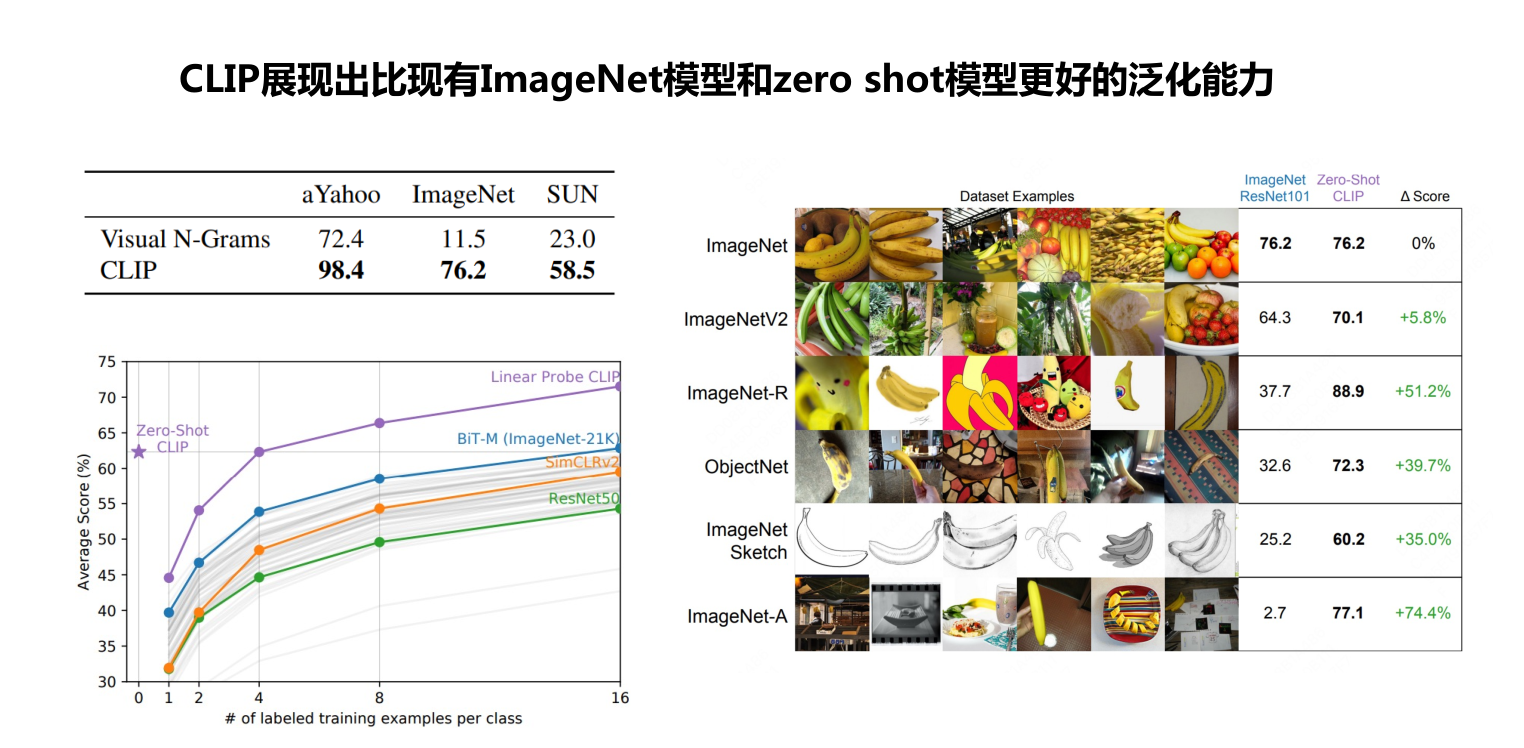 CLIP展现出比现有ImageNet模型和zero shot模型更好的泛化能力
aYahoo ImageNet SUN
Visual N-Grams 72.4 11.5 23.0
CLIP 98.4 76.2 58.5
75
70
65
60
55
50
45
40
35
30
Average Score (%)
Linear Probe CLIP
Zero-Shot
CLIP
BiT-M (ImageNet-21K)
SimCLRv2
ResNet50
0 1 2 4 8 16
# of labeled training examples per class
Dataset Examples
ImageNet
ResNet101
Zero-Shot
CLIP
Δ Score
ImageNet 76.2 76.2 0%
ImageNetV2 64.3 70.1 +5.8%
ImageNet-R 37.7 88.9 +51.2%
ObjectNet 32.6 72.3 +39.7%
ImageNet
Sketch 25.2 60.2 +35.0%
ImageNet-A 2.7 77.1 +74.4%